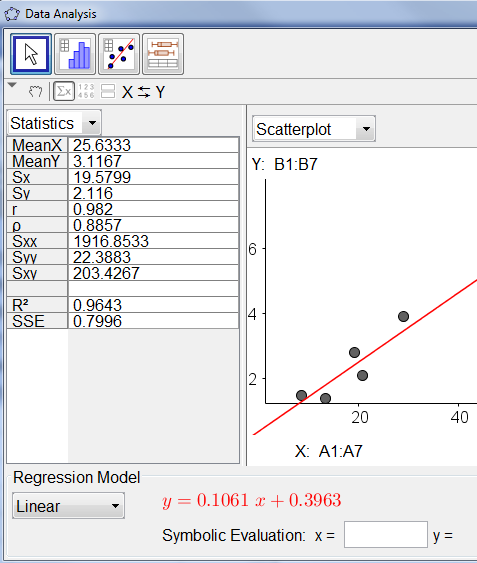 Data Analysis
123
456
Σx
X ⇆ Y
Statistics
Scatterplot
MeanX 25.6333
MeanY 3.1167
Sx 19.5799
Sy 2.116
r 0.982
ρ 0.8857
Sxx 1916.8533
Syy 22.3883
Sxy 203.4267
R² 0.9643
SSE 0.7996
Y: B1:B7
6
4
2
20 40
X: A1:A7
Regression Model
Linear
y = 0.1061 x + 0.3963
Symbolic Evaluation: x = y =